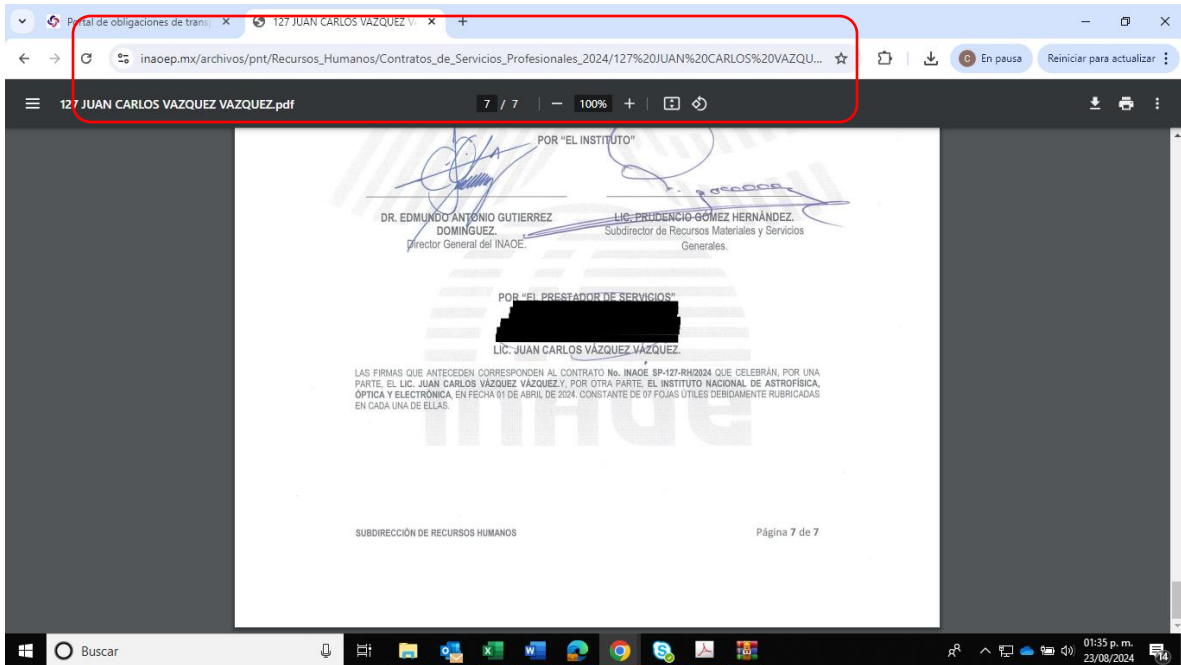 Portal de obligaciones de transp
127 JUAN CARLOS VAZQUEZ V
inaoep.mx/archivos/pnt/Recursos_Humanos/Contratos_de_Servicios_Profesionales_2024/127%20JUAN%20CARLOS%20VAZQU...
C
En pausa
Reiniciar para actualizar
127 JUAN CARLOS VAZQUEZ VAZQUEZ.pdf
7 / 7
100%
POR "EL INSTITUTO"
DR. EDMUNDO ANTONIO GUTIERREZ
DOMINGUEZ.
Director General del INAOE.
LIC. PRUDENCIO GÓMEZ HERNÁNDEZ.
Subdirector de Recursos Materiales y Servicios
Generales.
POR "EL PRESTADOR DE SERVICIOS"
LIC. JUAN CARLOS VÁZQUEZ VÁZQUEZ.
LAS FIRMAS QUE ANTECEDEN CORRESPONDEN AL CONTRATO No. INAOE SP-127-RH/2024 QUE CELEBRÁN, POR UNA
PARTE, EL LIC. JUAN CARLOS VÁZQUEZ VÁZQUEZ.Y, POR OTRA PARTE, EL INSTITUTO NACIONAL DE ASTROFÍSICA,
ÓPTICA Y ELECTRÓNICA, EN FECHA 01 DE ABRIL DE 2024. CONSTANTE DE 07 FOJAS ÚTILES DEBIDAMENTE RUBRICADAS
EN CADA UNA DE ELLAS.
SUBDIRECCIÓN DE RECURSOS HUMANOS
Página 7 de 7
Buscar
01:35 p. m.
23/08/2024
14